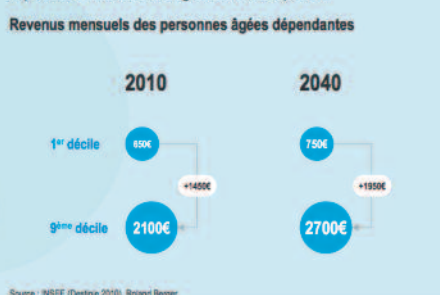 Revenus mensuels des personnes âgées dépendantes
2010 2040
1er décile 650€ 750€
+1450€ +1950€
9ème décile 2100€ 2700€
Source : INSEE (Destinie 2010), Roland Berger